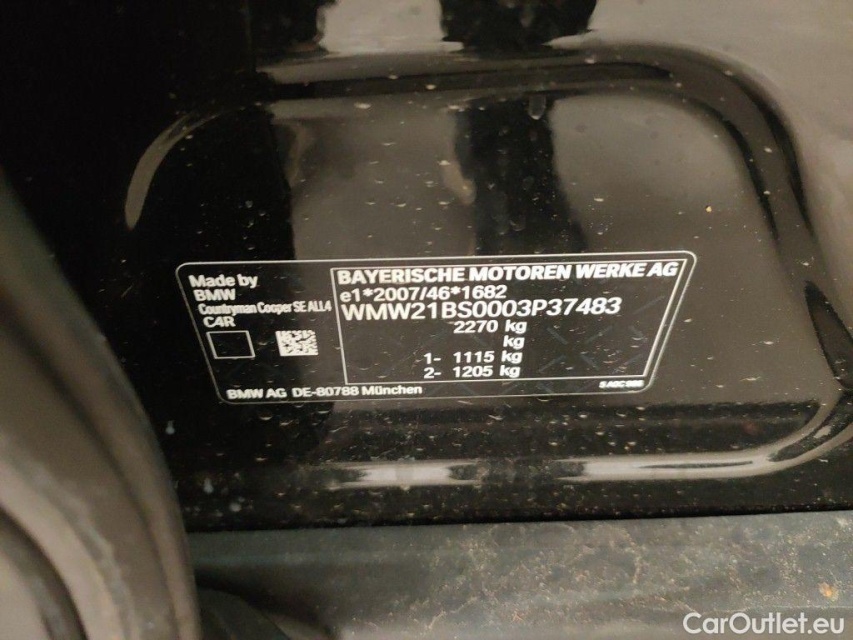 Made by
BMW
Countryman Cooper SE ALL4
C4R
BAYERISCHE MOTOREN WERKE AG
e1*2007/46*1682
WMW21BS0003P37483
2270 kg
kg
1- 1115 kg
2- 1205 kg
BMW AG DE-80788 München
CarOutlet.eu